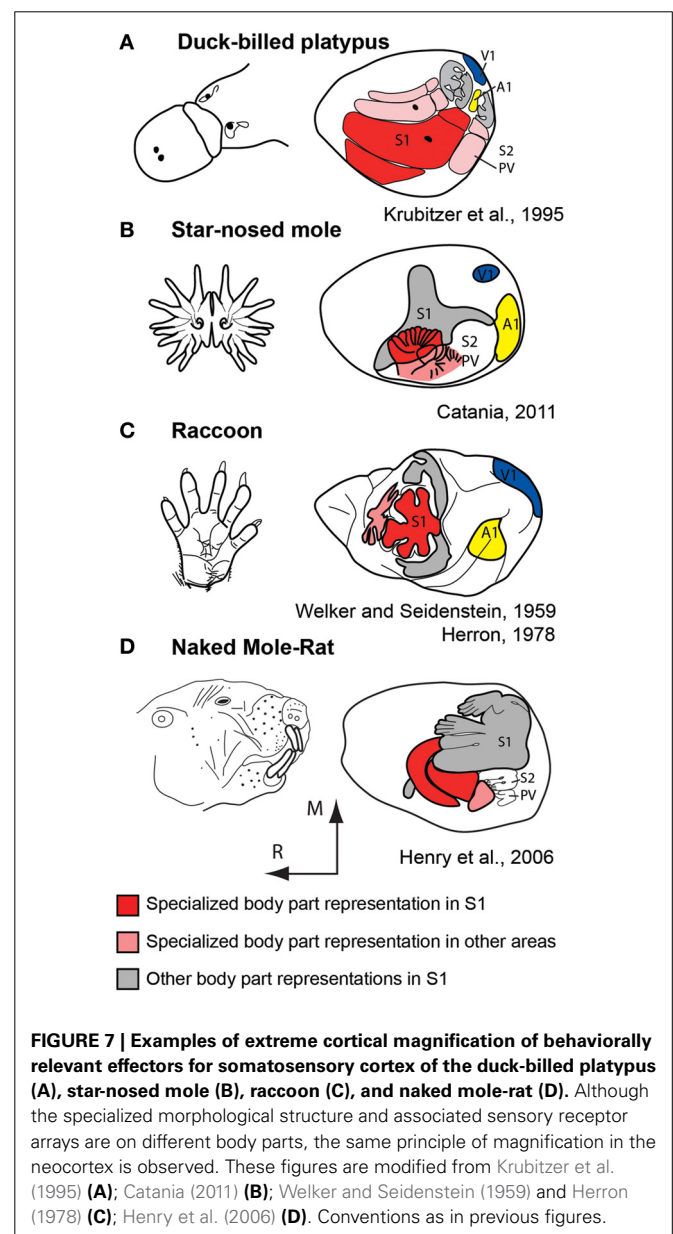 A Duck-billed platypus
V1
A1
S1
S2
PV
Krubitzer et al., 1995
B Star-nosed mole
S1
A1
S2
PV
Catania, 2011
C Raccoon
V1
S1
A1
Welker and Seidenstein, 1959
Herron, 1978
D Naked Mole-Rat
S1
S2
PV
M
R
Henry et al., 2006
Specialized body part representation in S1
Specialized body part representation in other areas
Other body part representations in S1
FIGURE 7 | Examples of extreme cortical magnification of behaviorally
relevant effectors for somatosensory cortex of the duck-billed platypus
(A), star-nosed mole (B), raccoon (C), and naked mole-rat (D). Although
the specialized morphological structure and associated sensory receptor
arrays are on different body parts, the same principle of magnification in the
neocortex is observed. These figures are modified from Krubitzer et al.
(1995) (A); Catania (2011) (B); Welker and Seidenstein (1959) and Herron
(1978) (C); Henry et al. (2006) (D). Conventions as in previous figures.